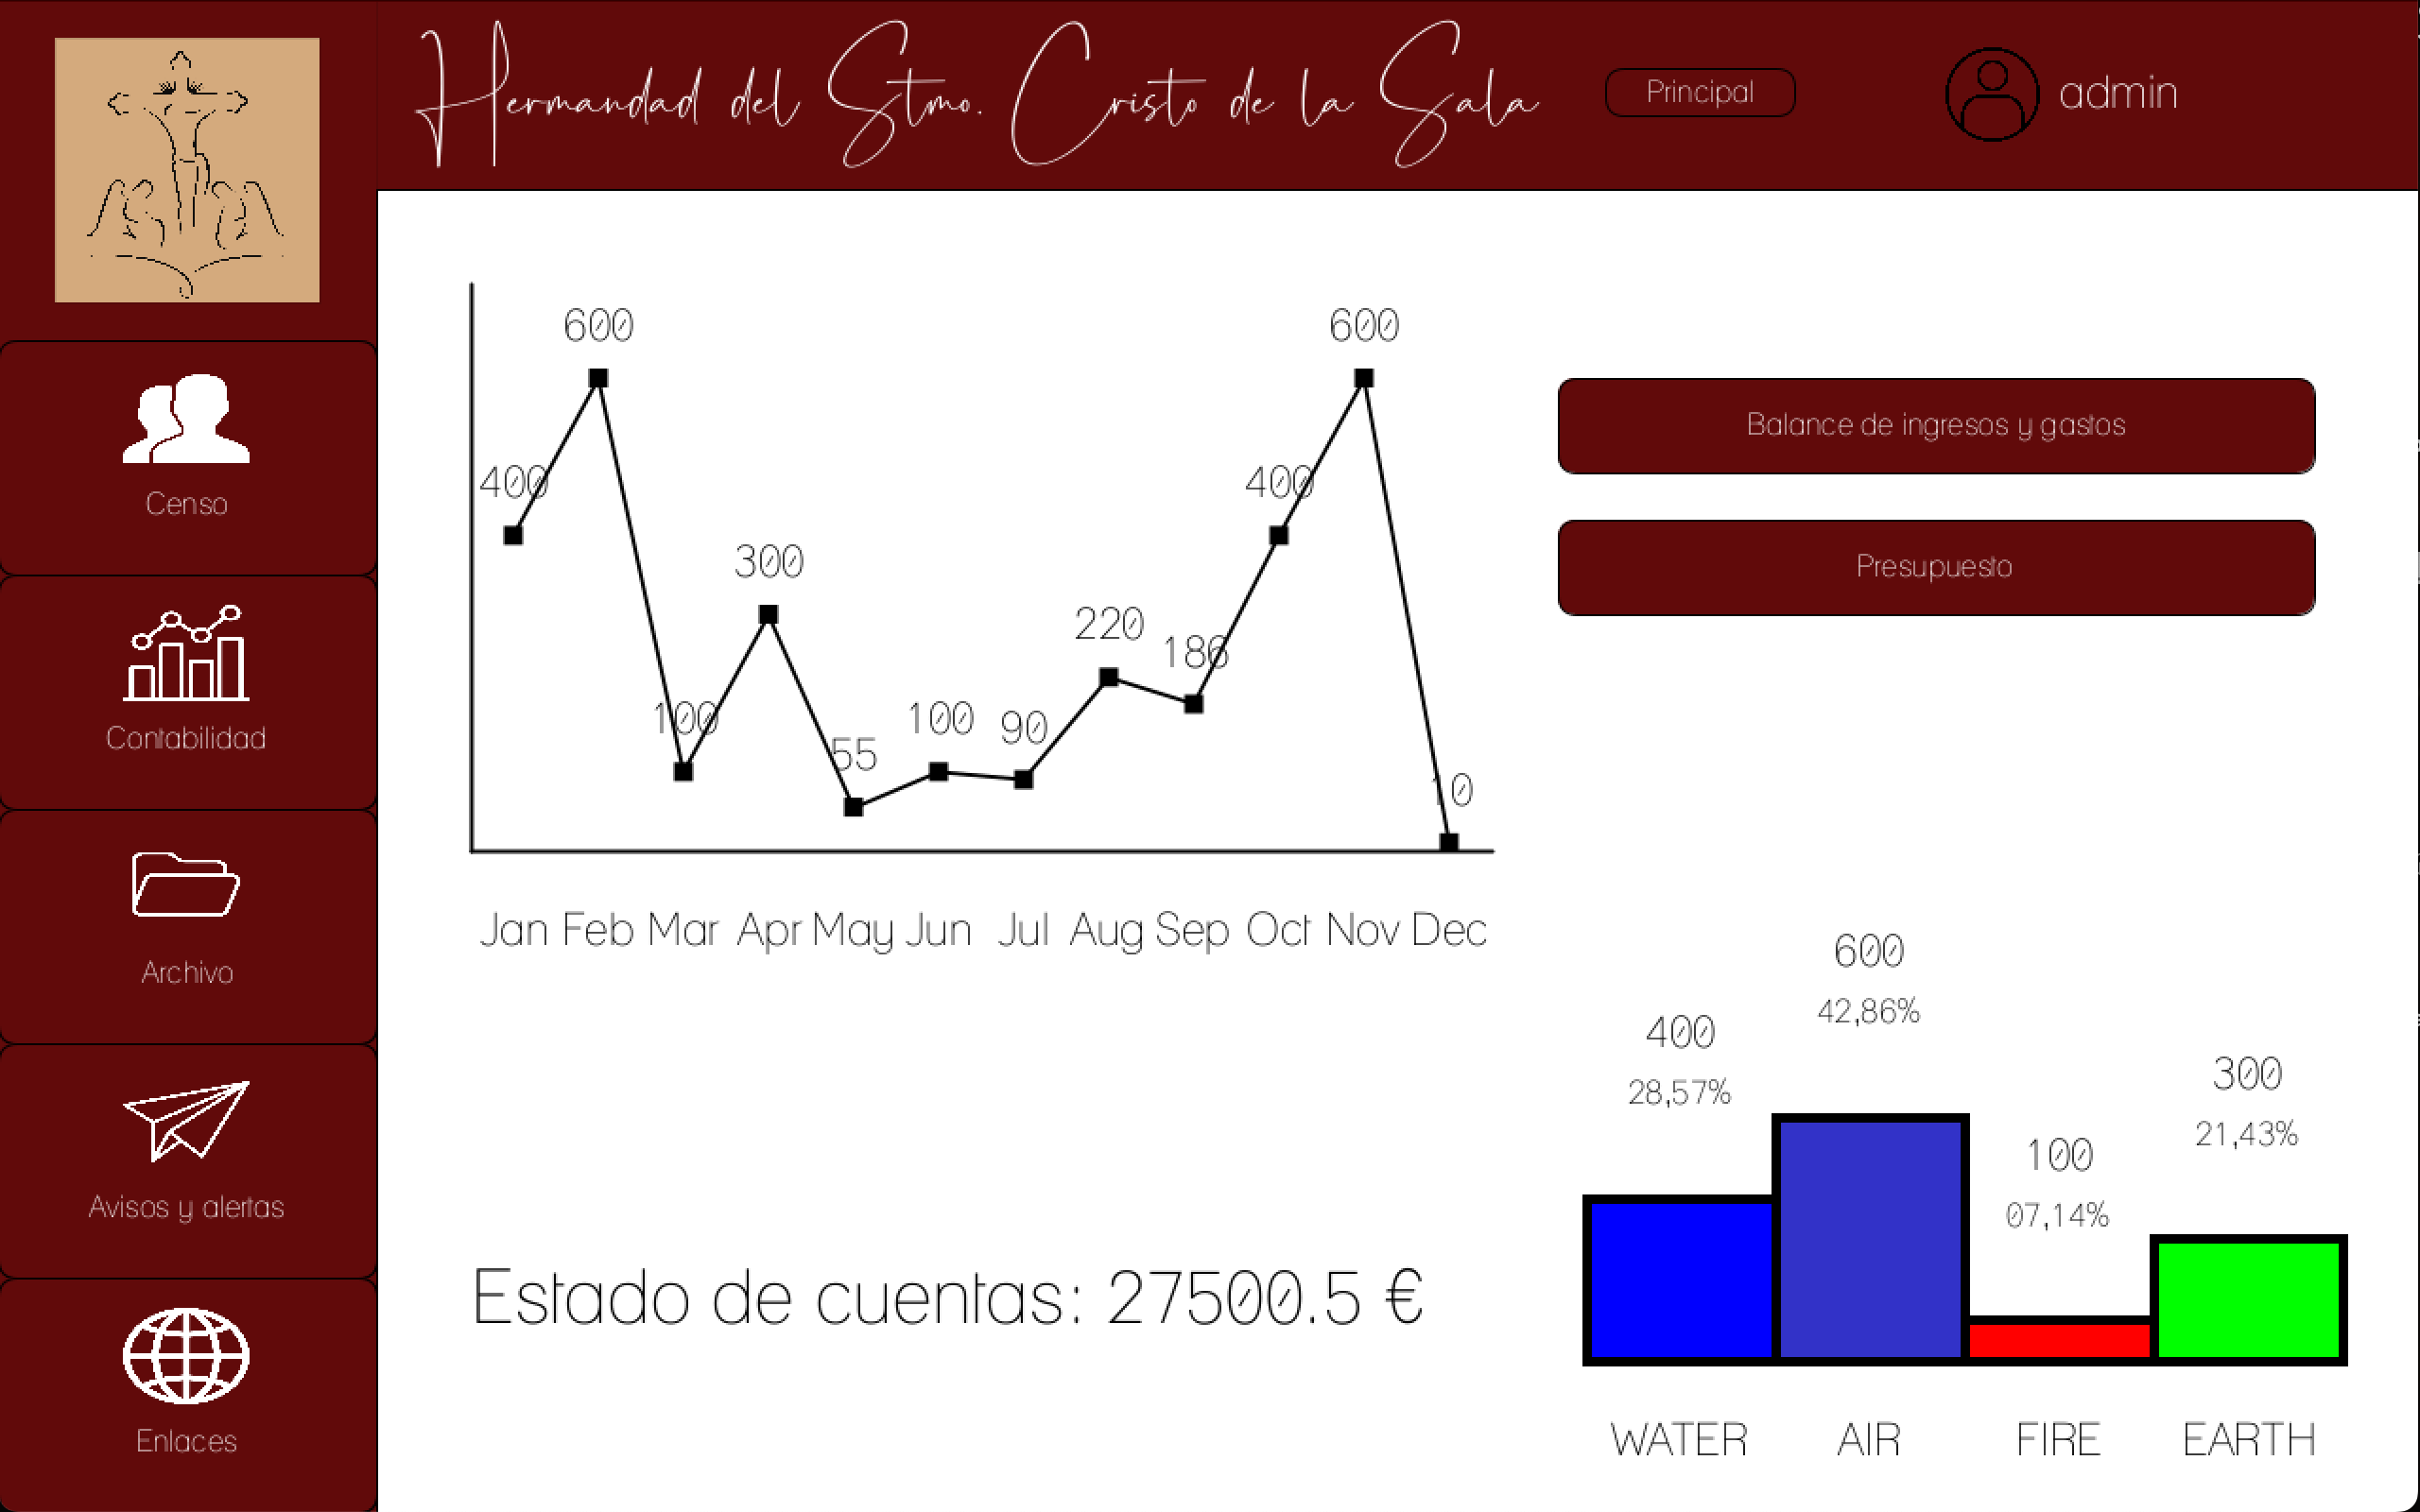 Hermandad del Stmo. Cristo de la Sala
Principal
admin
Censo
Contabilidad
Archivo
Avisos y alertas
Enlaces
600
600
400
400
300
220
186
100
100
90
55
10
Jan Feb Mar Apr May Jun Jul Aug Sep Oct Nov Dec
Balance de ingresos y gastos
Presupuesto
Estado de cuentas: 27500.5 €
400
28,57%
600
42,86%
100
07,14%
300
21,43%
WATER AIR FIRE EARTH